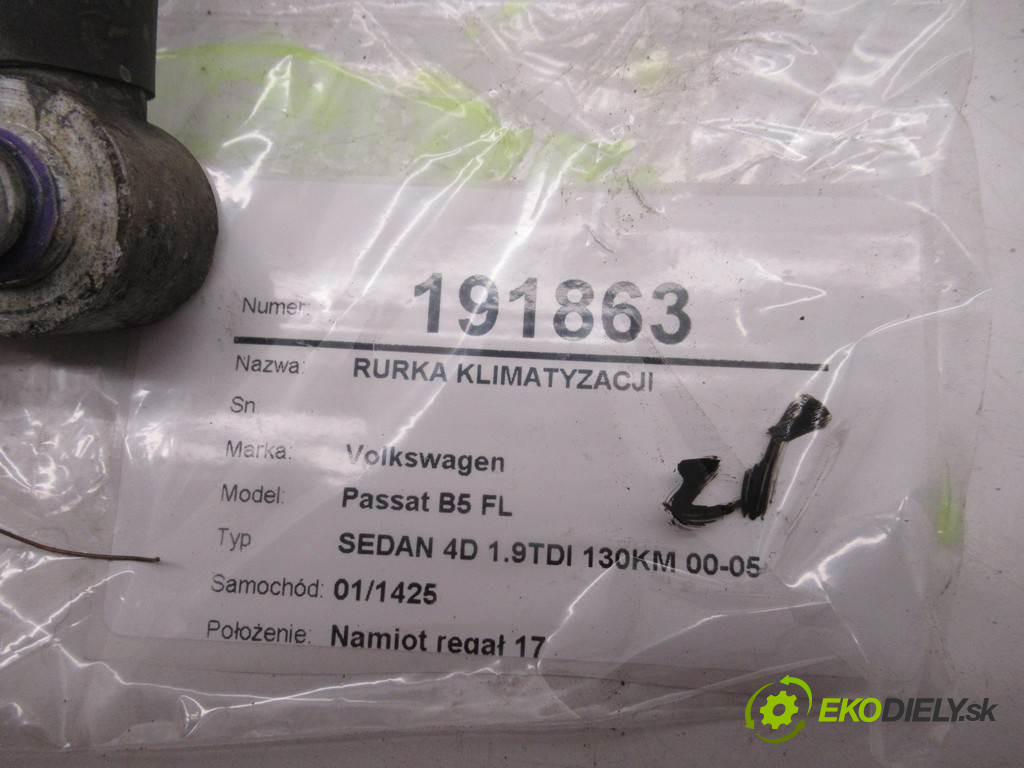 Numer: 191863
Nazwa: RURKA KLIMATYZACJI
Sn
Marka: Volkswagen
Model: Passat B5 FL
Typ SEDAN 4D 1.9TDI 130KM 00-05
Samochód: 01/1425
Położenie: Namiot regał 17
EKODIELY.sk